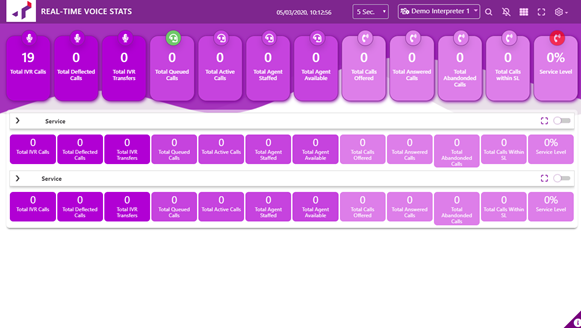 REAL-TIME VOICE STATS
05/03/2020, 10:12:56
5 Sec.
Demo Interpreter 1
19 0 0 0 0 0 0 0 0 0 0 0%
Total IVR Calls Total Deflected Calls Total IVR Transfers Total Queued Calls Total Active Calls Total Agent Staffed Total Agent Available Total Calls Offered Total Answered Calls Total Abandoned Calls Total Calls within SL Service Level
Service
0 0 0 0 0 0 0 0 0 0 0 0%
Total IVR Calls Total Deflected Calls Total IVR Transfers Total Queued Calls Total Active Calls Total Agent Staffed Total Agent Available Total Calls Offered Total Answered Calls Total Abandoned Calls Total Calls Within SL Service Level
Service
0 0 0 0 0 0 0 0 0 0 0 0%
Total IVR Calls Total Deflected Calls Total IVR Transfers Total Queued Calls Total Active Calls Total Agent Staffed Total Agent Available Total Calls Offered Total Answered Calls Total Abandoned Calls Total Calls Within SL Service Level